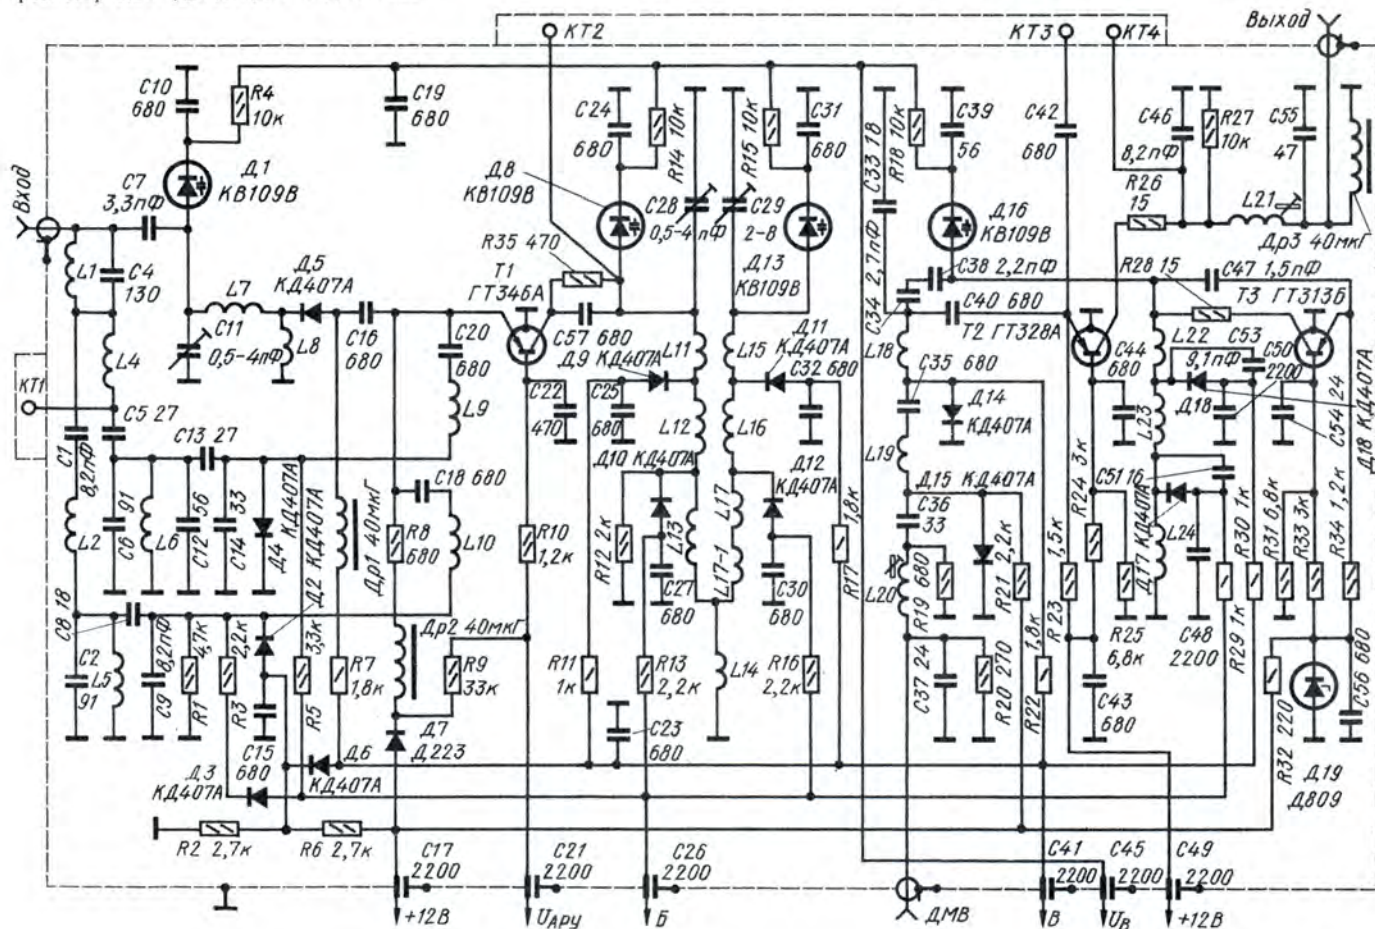 КТ2
КТ3
КТ4
Выход
С10
680
R4
10к
С19
680
С24
680
R14 10к
R15 10к
С31
680
С33 18
R18 10к
С39
56
С42
680
С46
8,2пФ
R27
10к
С55
47
Вход
С7
3,3пФ
Д1
КВ109В
Д8
КВ109В
С28
0,5-4пФ
С29
2-8
Д13
КВ109В
Д16
КВ109В
R26
15
L21
Др3 40мкГ
L1
С4
130
L7
Д5
КД407А
R35 470
Т1
ГТ346А
С34 2,7пФ
С38 2,2пФ
С40 680
Т2 ГТ328А
R28 15
С47 1,5пФ
Т3
ГТ313Б
С11
0,5-4пФ
L8
С16
680
С20
680
С57 680
Д9 КД407А
L11
L15
Д11
КД407А
С32 680
L18
С35 680
С44
680
L22
С53
9,1пФ
Д18
С50
2200
С54 24
Д18 КД407А
КТ1
L4
С5 27
С1
8,2пФ
С13 27
L9
С22
470
С25
680
L12
L16
Д14
КД407А
L19
L23
L2
С6
91
L6
С12 56
С14 33
Д4
КД407А
Д2 КД407А
Др1 40мкГ
С18 680
R8
680
L10
R10
1,2к
Д10 КД407А
R12 2к
L13
L17
L17-1
Д12
КД407А
R17 1,8к
Д15 КД407А
С36
33
L20
R19 680
R21 2,2к
R23 1,5к
R24 3к
С51 16
Д17 КД407А
L24
R30 1к
R31 6,8к
R33 3к
R34 1,2к
С27
680
С30
680
С8 18
С2
91
L5
С9 8,2пФ
R1 4,7к
R3 2,2к
R5 3,3к
R7
1,8к
Др2 40мкГ
R9
33к
R11
1к
R13
2,2к
L14
R16
2,2к
С37 24
R20 270
R22 1,8к
R25
6,8к
С43
680
С48
2200
R29 1к
R32 220
С56 680
С15
680
Д6
КД407А
Д7
Д223
С23
680
Д3
КД407А
Д19
Д809
R2 2,7к
R6 2,7к
С17
2200
С21
2200
С26
2200
С41
2200
С45
2200
С49
2200
+12В
UАРУ
Б
ДМВ
В
UВ
+12В